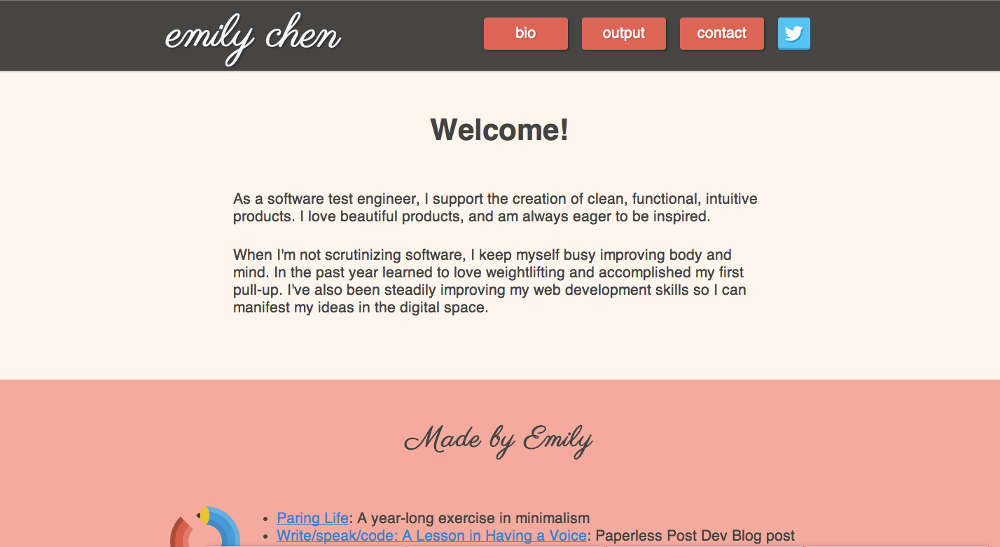 emily chen
bio
output
contact
Welcome!
As a software test engineer, I support the creation of clean, functional, intuitive
products. I love beautiful products, and am always eager to be inspired.
When I'm not scrutinizing software, I keep myself busy improving body and
mind. In the past year learned to love weightlifting and accomplished my first
pull-up. I've also been steadily improving my web development skills so I can
manifest my ideas in the digital space.
Made by Emily
• Paring Life: A year-long exercise in minimalism
• Write/speak/code: A Lesson in Having a Voice: Paperless Post Dev Blog post